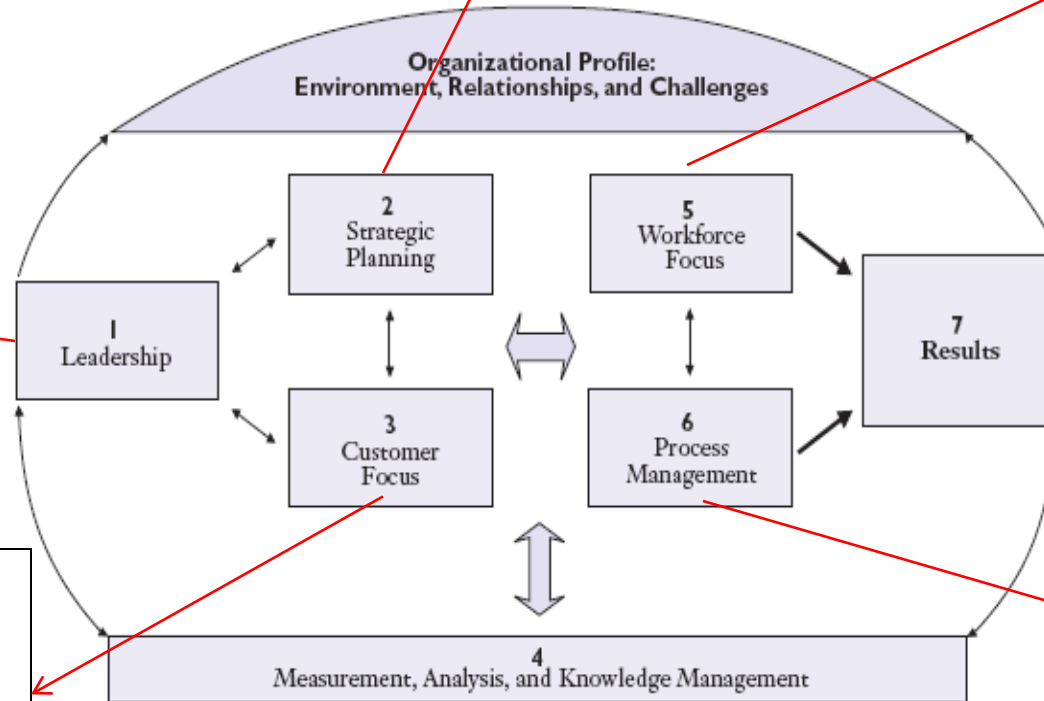 Organizational Profile:
Environment, Relationships, and Challenges
2
Strategic
Planning
5
Workforce
Focus
1
Leadership
7
Results
3
Customer
Focus
6
Process
Management
4
Measurement, Analysis, and Knowledge Management